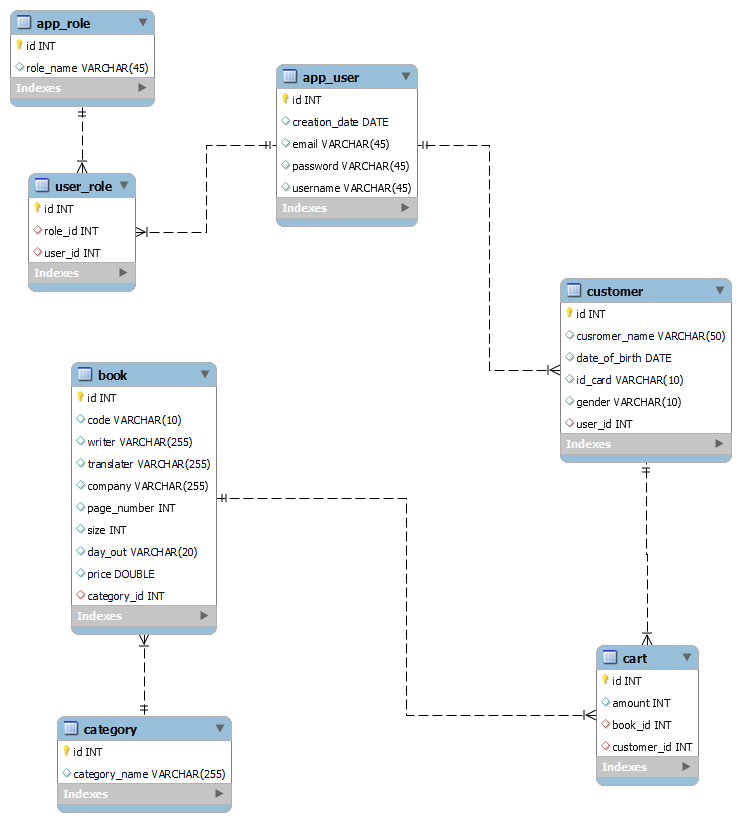 app_role
id INT
role_name VARCHAR(45)
Indexes
app_user
id INT
creation_date DATE
email VARCHAR(45)
password VARCHAR(45)
username VARCHAR(45)
Indexes
user_role
id INT
role_id INT
user_id INT
Indexes
customer
id INT
cusromer_name VARCHAR(50)
date_of_birth DATE
id_card VARCHAR(10)
gender VARCHAR(10)
user_id INT
Indexes
book
id INT
code VARCHAR(10)
writer VARCHAR(255)
translater VARCHAR(255)
company VARCHAR(255)
page_number INT
size INT
day_out VARCHAR(20)
price DOUBLE
category_id INT
Indexes
cart
id INT
amount INT
book_id INT
customer_id INT
Indexes
category
id INT
category_name VARCHAR(255)
Indexes